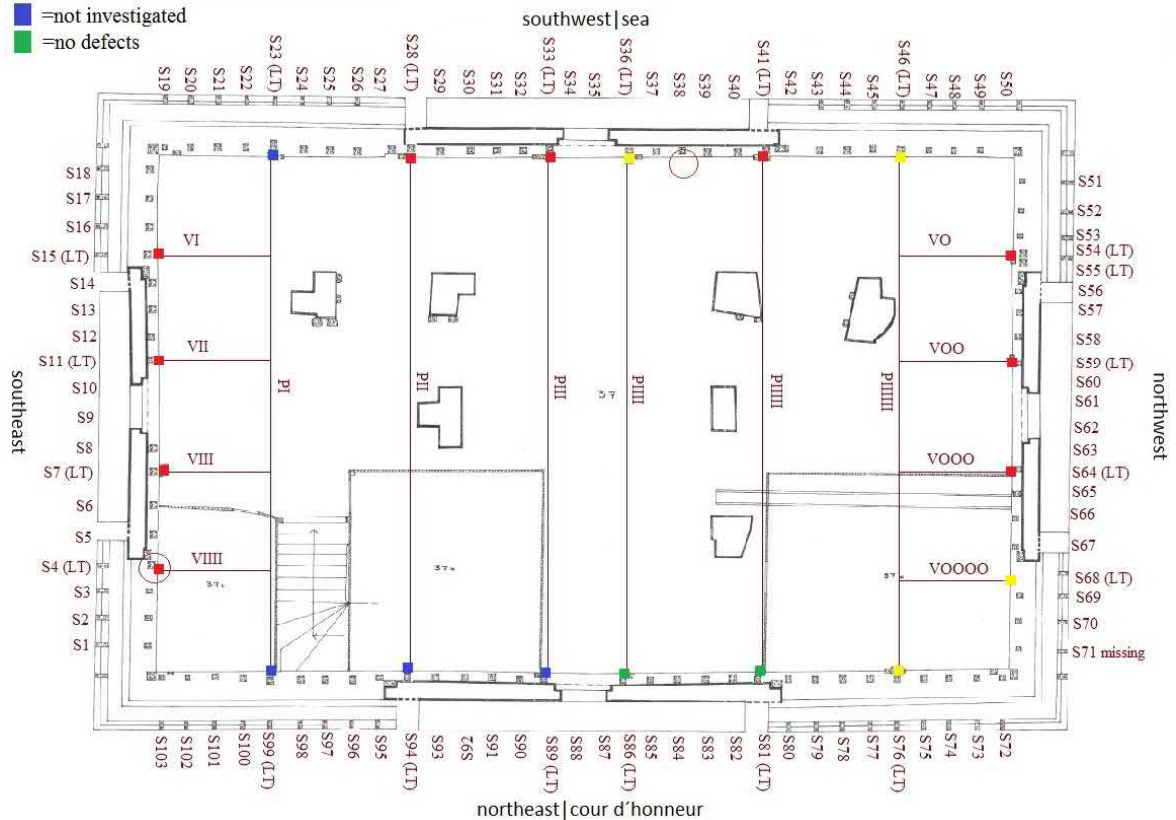 =not investigated
=no defects
southwest|sea
S19
S20
S21
S22
S23 (LT)
S24
S25
S26
S27
S28 (LT)
S29
S30
S31
S32
S33 (LT)
S34
S35
S36 (LT)
S37
S38
S39
S40
S41 (LT)
S42
S43
S44
S45
S46 (LT)
S47
S48
S49
S50
S18
S17
S16
S15 (LT)
S14
S13
S12
S11 (LT)
S10
S9
S8
S7 (LT)
S6
S5
S4 (LT)
S3
S2
S1
southeast
VI
VII
VIII
VIIII
PI
PII
PIII
PIIII
PIIIII
PIIIIII
VO
VOO
VOOO
VOOOO
37
S51
S52
S53
S54 (LT)
S55 (LT)
S56
S57
S58
S59 (LT)
S60
S61
S62
S63
S64 (LT)
S65
S66
S67
S68 (LT)
S69
S70
S71 missing
northwest
S103
S102
S101
S100
S99 (LT)
S98
S97
S96
S95
S94 (LT)
S93
S92
S91
S90
S89 (LT)
S88
S87
S86 (LT)
S85
S84
S83
S82
S81 (LT)
S80
S79
S78
S77
S76 (LT)
S75
S74
S73
S72
northeast|cour d´honneur